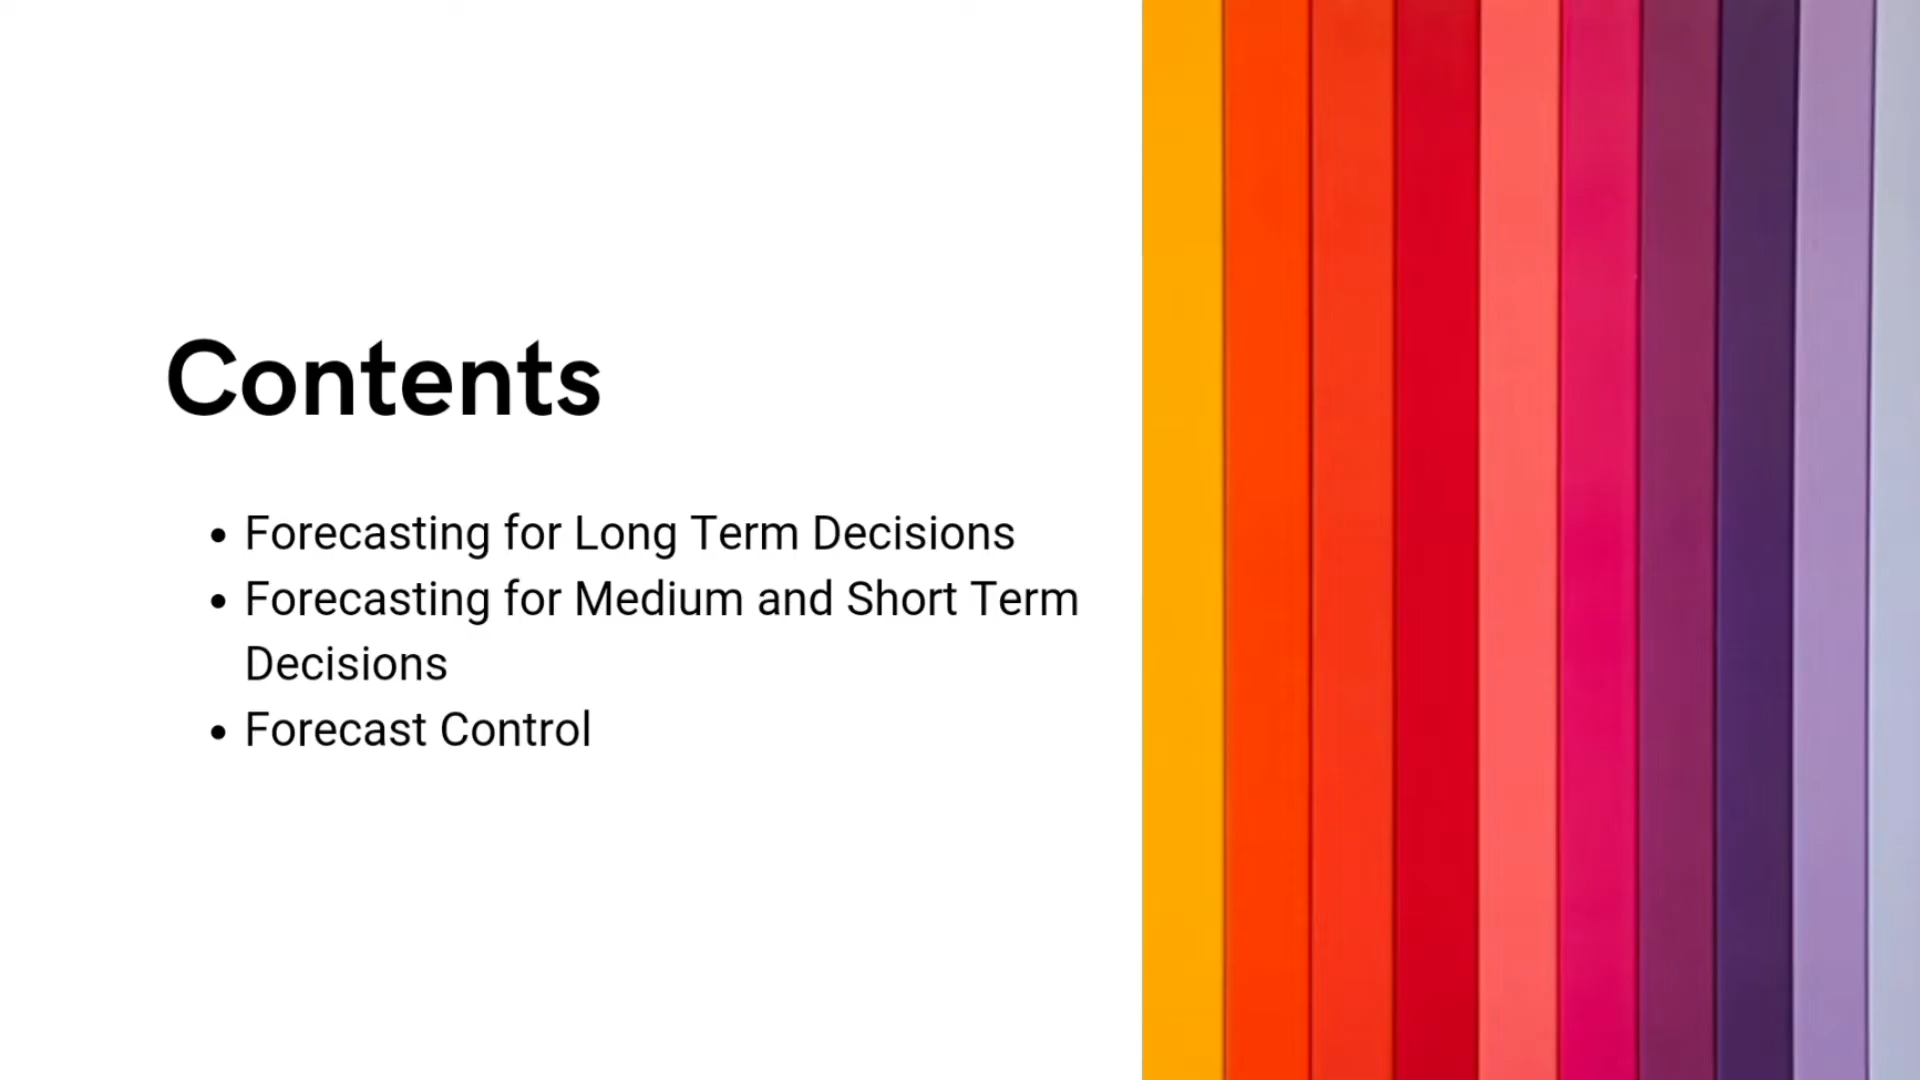 Contents
• Forecasting for Long Term Decisions
• Forecasting for Medium and Short Term
Decisions
• Forecast Control